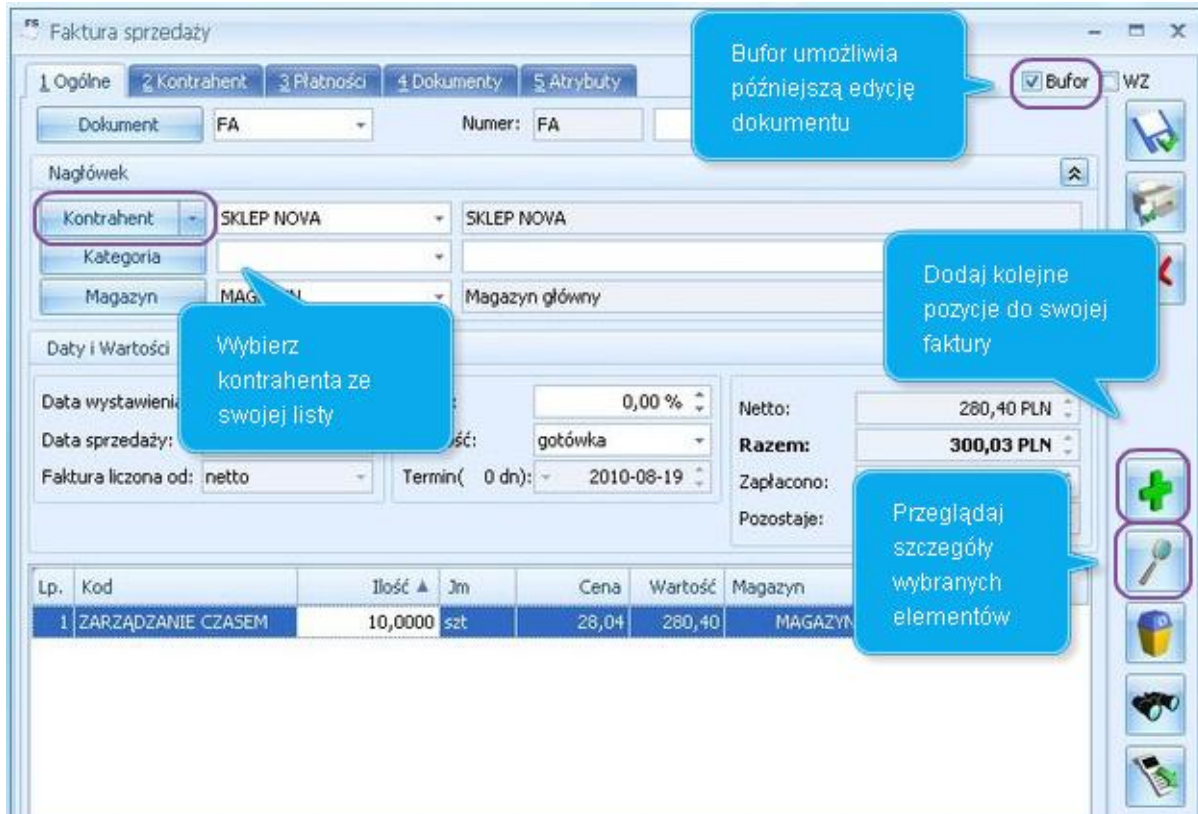 FS Faktura sprzedaży
1 Ogólne 2 Kontrahent 3 Płatności 4 Dokumenty 5 Atrybuty
Bufor umożliwia
późniejszą edycję
dokumentu
Bufor WZ
Dokument FA Numer: FA
Nagłówek
Kontrahent SKLEP NOVA SKLEP NOVA
Kategoria
Magazyn Magazyn główny
Wybierz
kontrahenta ze
swojej listy
Dodaj kolejne
pozycje do swojej
faktury
Daty i Wartości
Data wystawienia 0,00 % Netto: 280,40 PLN
Data sprzedaży: gotówka Razem: 300,03 PLN
Faktura liczona od: netto Termin( 0 dn): 2010-08-19 Zapłacono:
Pozostaje:
Przeglądaj
szczegóły
wybranych
elementów
Lp. Kod Ilość Jm Cena Wartość Magazyn
1 ZARZĄDZANIE CZASEM 10,0000 szt 28,04 280,40 MAGAZYN